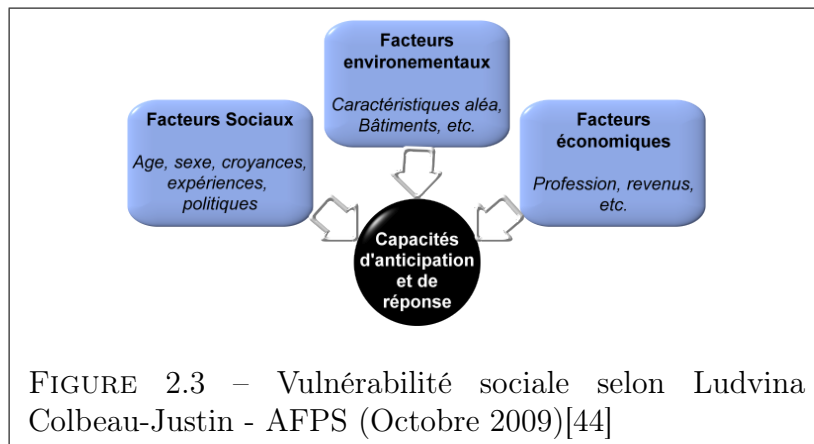 Facteurs
environementaux
Caractéristiques aléa,
Bâtiments, etc.
Facteurs Sociaux
Age, sexe, croyances,
expériences,
politiques
Facteurs
économiques
Profession, revenus,
etc.
Capacités
d'anticipation
et de
réponse
FIGURE 2.3 – Vulnérabilité sociale selon Ludvina
Colbeau-Justin - AFPS (Octobre 2009)[44]